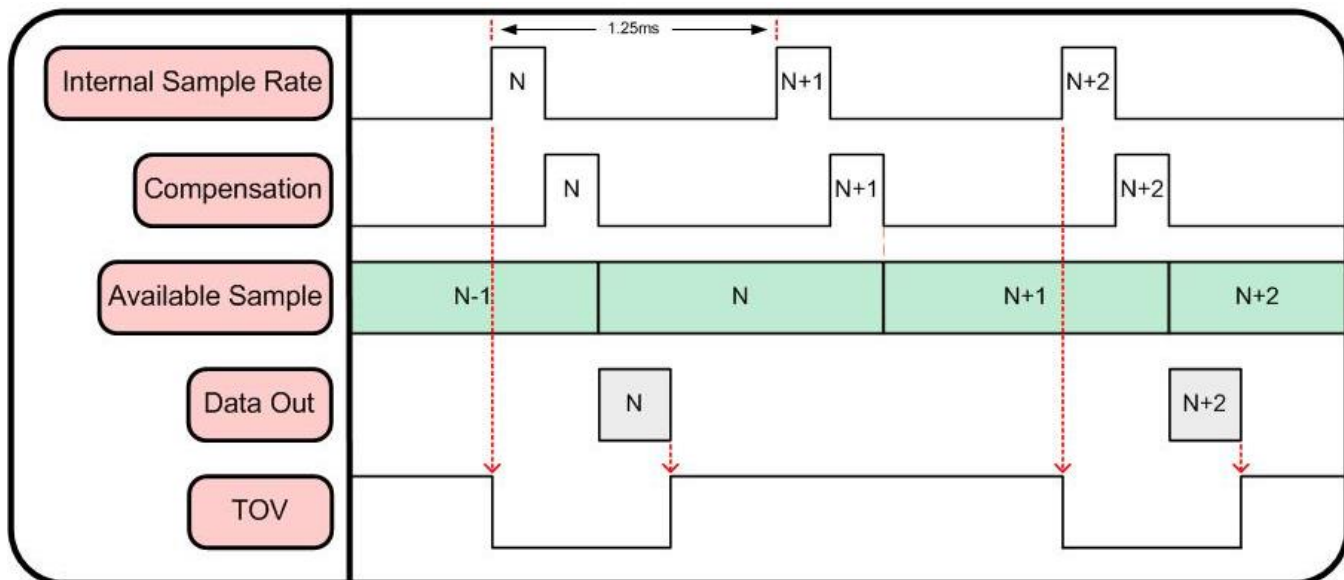 1.25ms
Internal Sample Rate
N
N+1
N+2
Compensation
N
N+1
N+2
Available Sample
N-1
N
N+1
N+2
Data Out
N
N+2
TOV